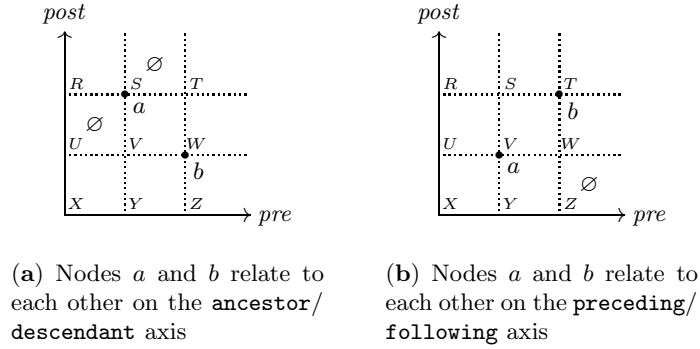 post
post
R S ∅ T
R S T
a
b
∅
U V W
U V W
b
a
∅
X Y Z
X Y Z
pre
pre
(a) Nodes a and b relate to
each other on the ancestor/
descendant axis
(b) Nodes a and b relate to
each other on the preceding/
following axis